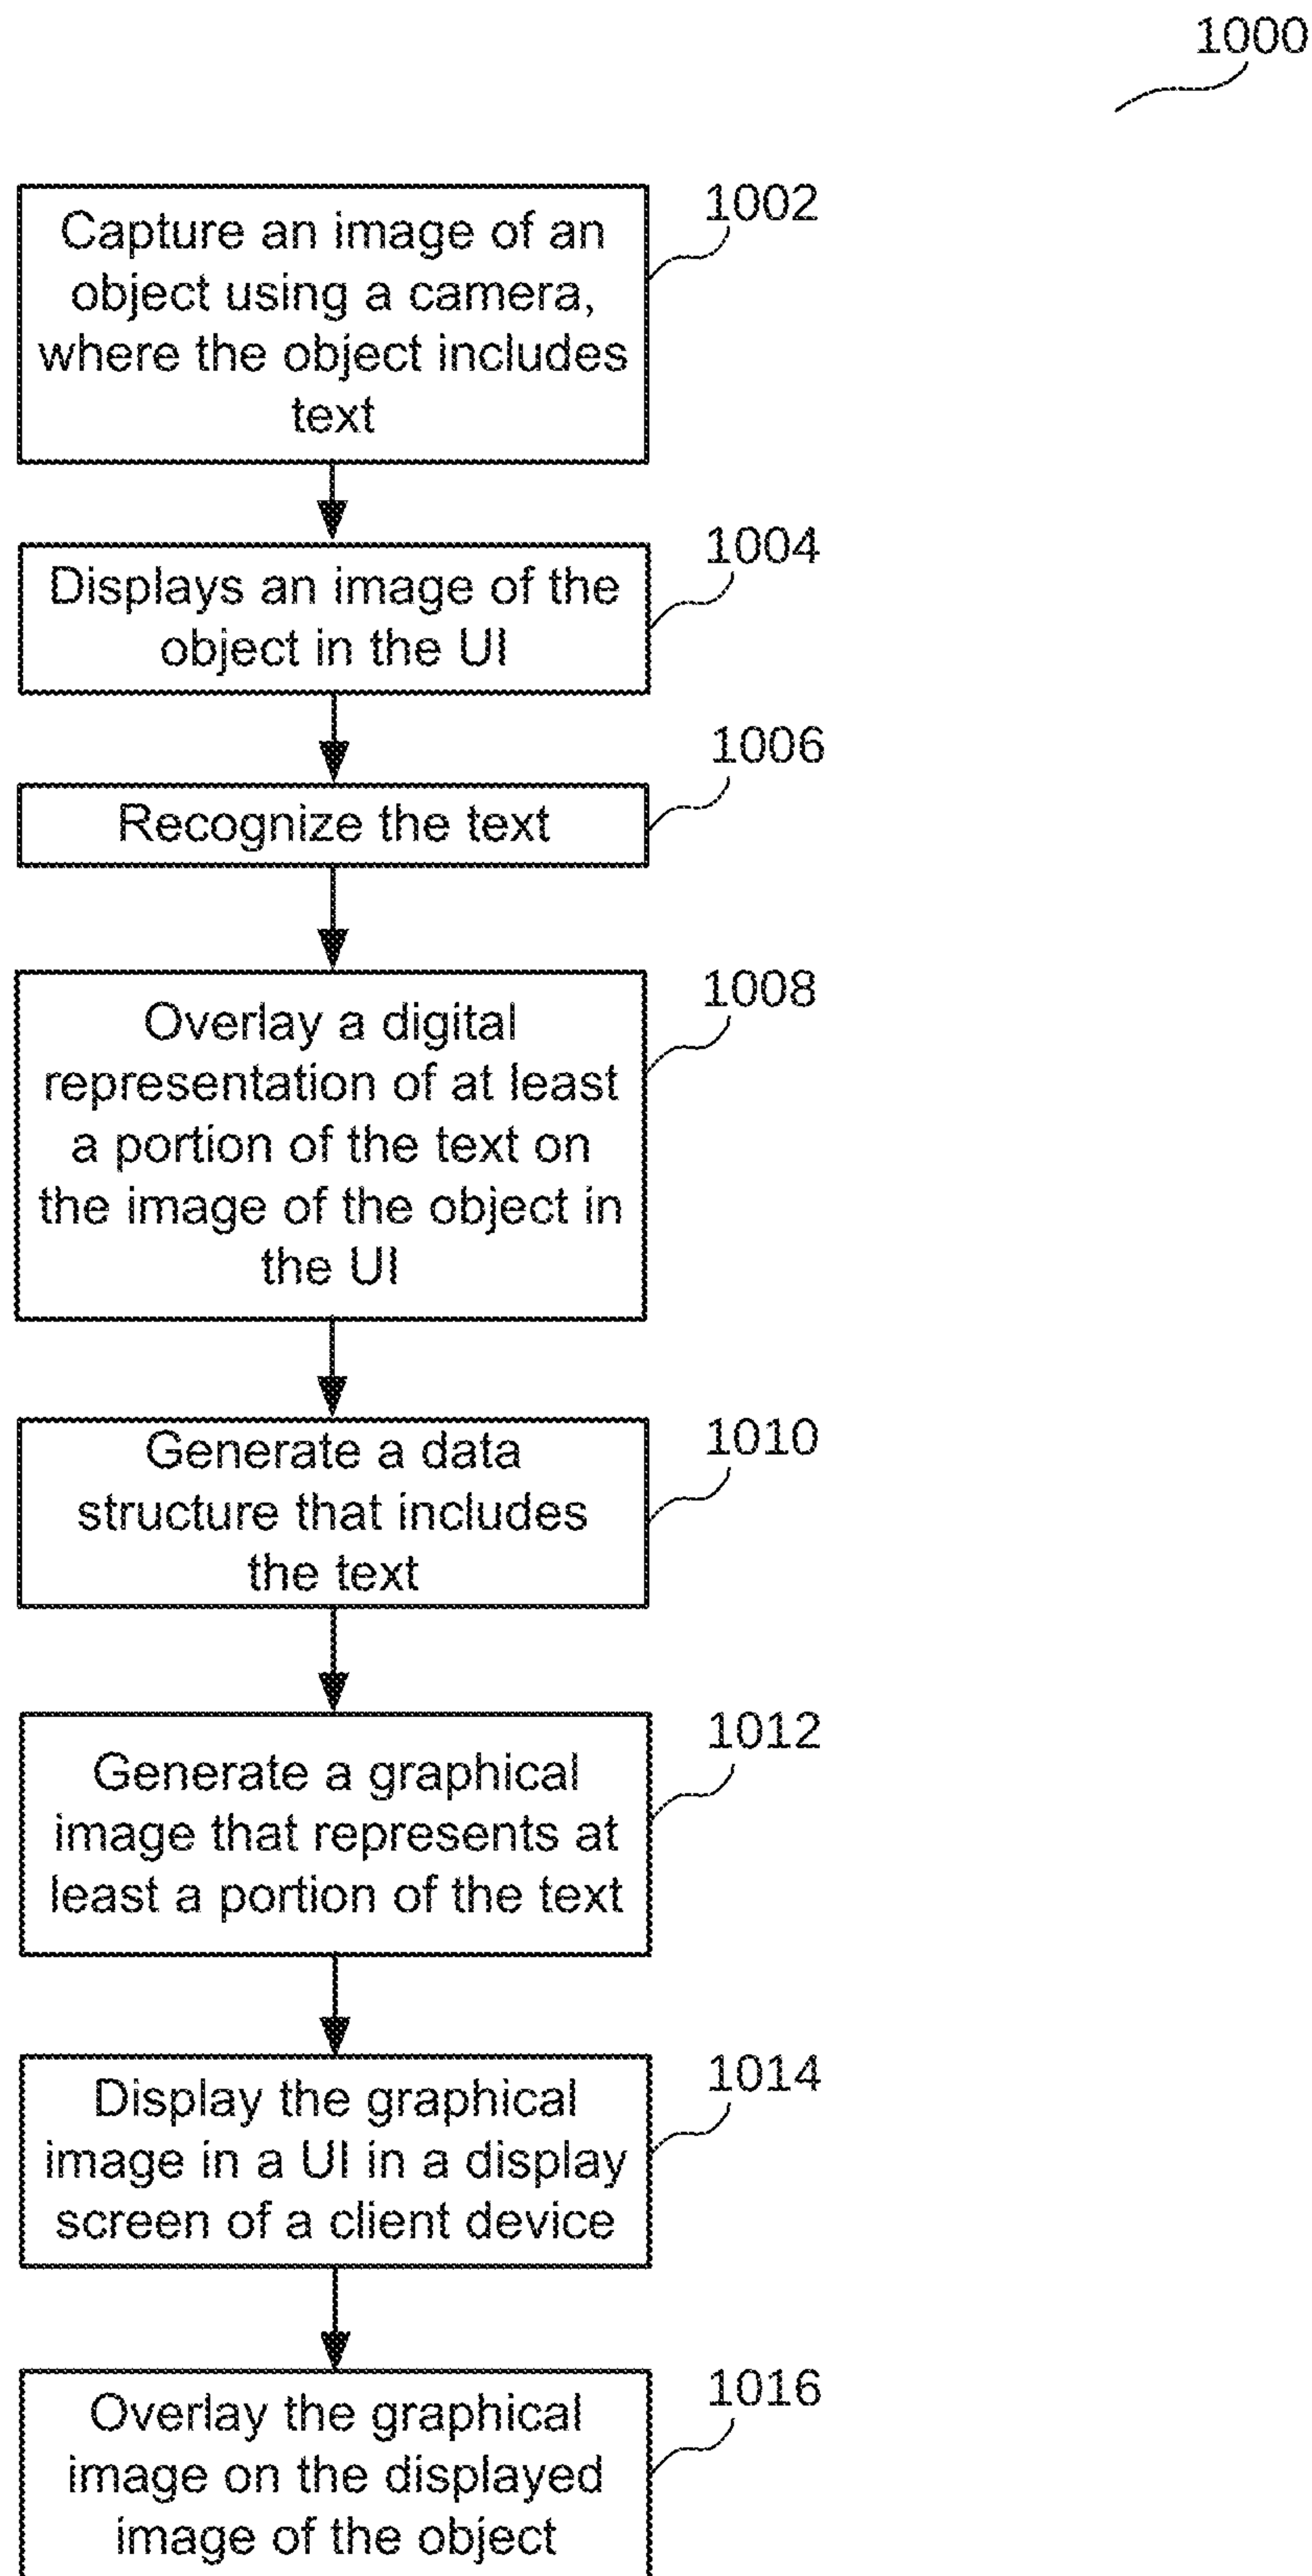 1000
1002
Capture an image of an
object using a camera,
where the object includes
text
1004
Displays an image of the
object in the UI
1006
Recognize the text
1008
Overlay a digital
representation of at least
a portion of the text on
the image of the object in
the UI
1010
Generate a data
structure that includes
the text
1012
Generate a graphical
image that represents at
least a portion of the text
1014
Display the graphical
image in a UI in a display
screen of a client device
1016
Overlay the graphical
image on the displayed
image of the object